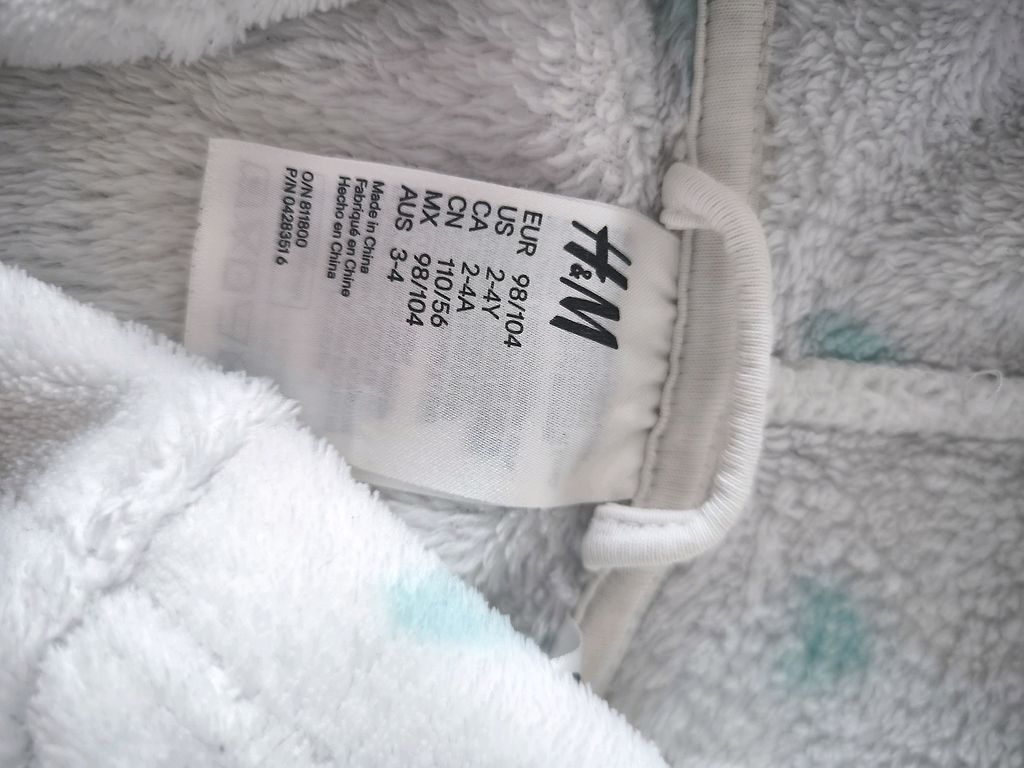 H&M
EUR 98/104
US 2-4Y
CA 2-4A
CN 110/56
MX 98/104
AUS 3-4
Made in China
Fabriqué en Chine
Hecho en China
O/N 811800
P/N 0428351 6